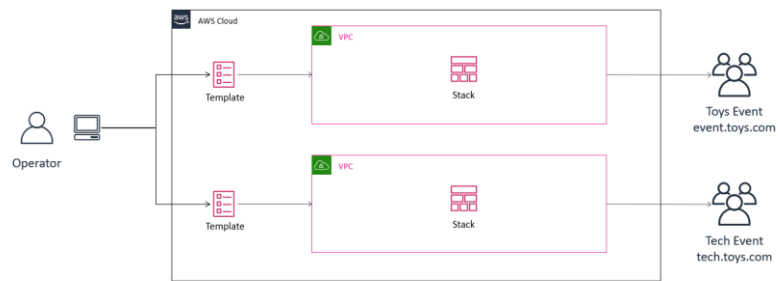 aws
AWS Cloud
VPC
Template
Stack
Toys Event
event.toys.com
Operator
VPC
Template
Stack
Tech Event
tech.toys.com